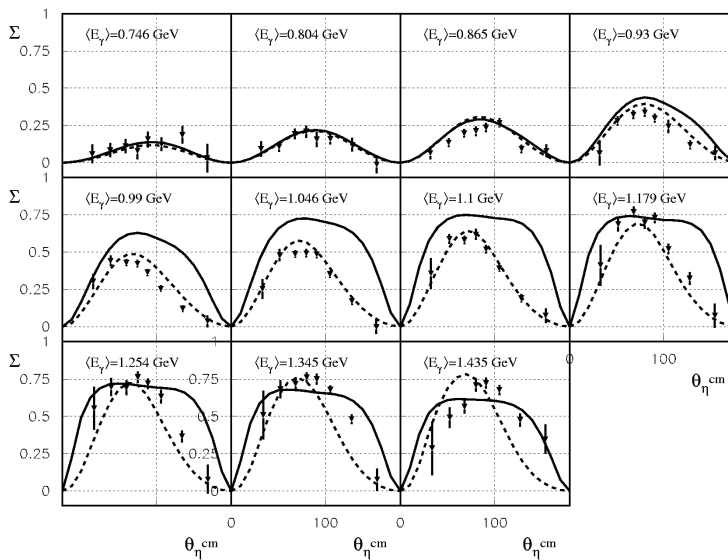 1
Σ
⟨E_γ⟩=0.746 GeV
⟨E_γ⟩=0.804 GeV
⟨E_γ⟩=0.865 GeV
⟨E_γ⟩=0.93 GeV
0.75
0.5
0.25
0
1
Σ
⟨E_γ⟩=0.99 GeV
⟨E_γ⟩=1.046 GeV
⟨E_γ⟩=1.1 GeV
⟨E_γ⟩=1.179 GeV
0.75
0.5
0.25
0
1
Σ
⟨E_γ⟩=1.254 GeV
1
⟨E_γ⟩=1.345 GeV
⟨E_γ⟩=1.435 GeV
0 100
θ_η^cm
0.75
0.75
0.5
0.5
0.25
0.25
0
0
0 100 0 100
θ_η^cm θ_η^cm θ_η^cm